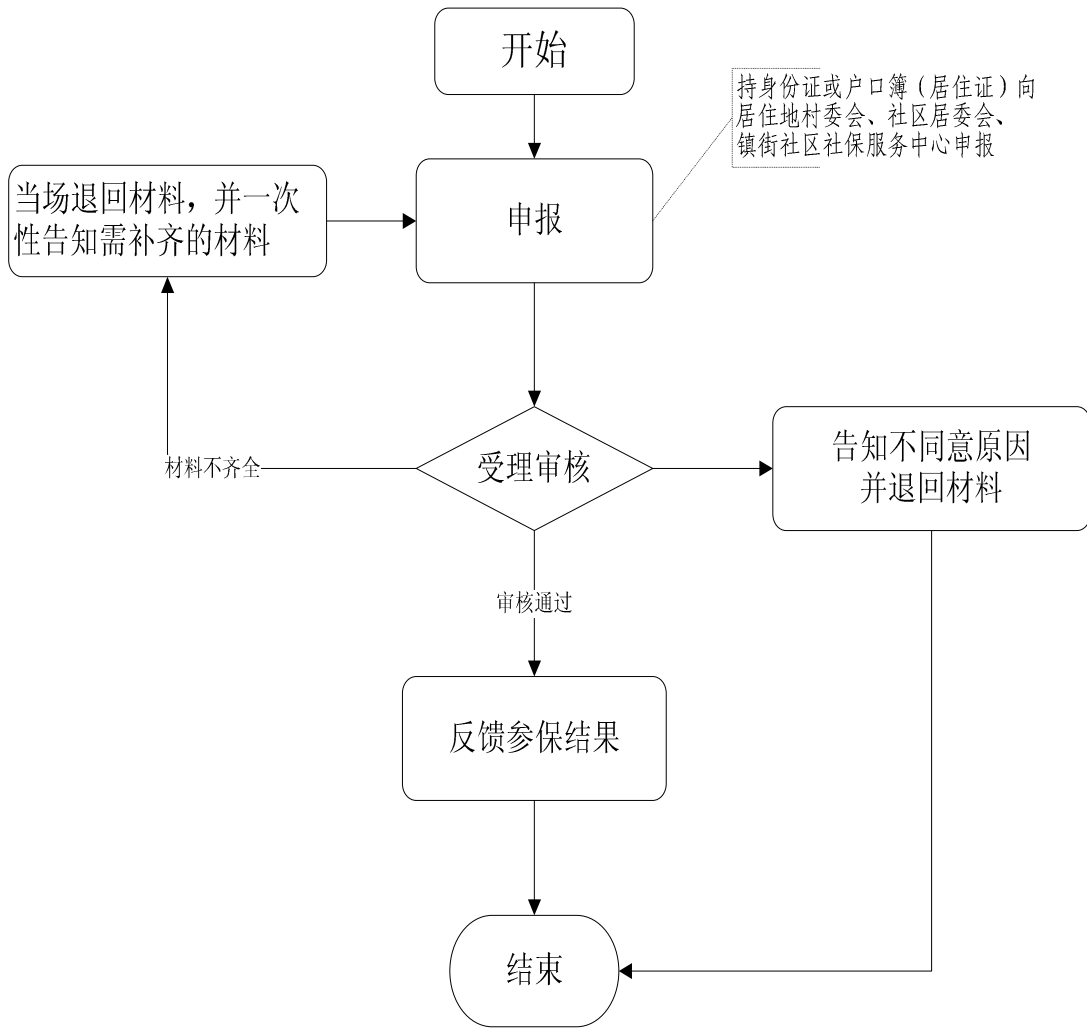 开始
持身份证或户口簿（居住证）向
居住地村委会、社区居委会、
镇街社区社保服务中心申报
当场退回材料，并一次
性告知需补齐的材料
申报
材料不齐全
受理审核
告知不同意原因
并退回材料
审核通过
反馈参保结果
结束